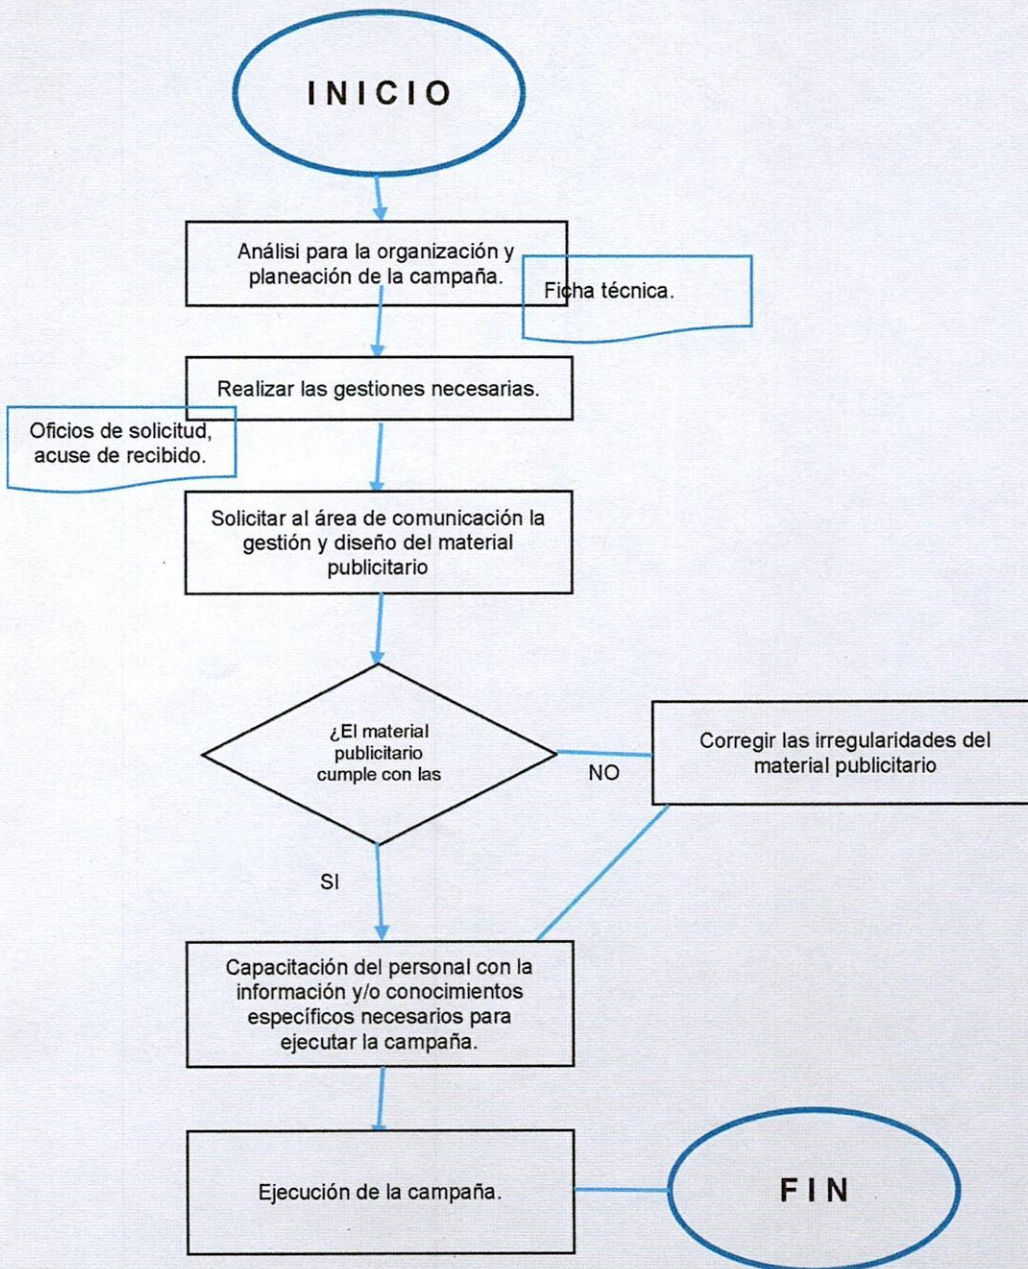 INICIO
Análisi para la organización y
planeación de la campaña.
Ficha técnica.
Realizar las gestiones necesarias.
Oficios de solicitud,
acuse de recibido.
Solicitar al área de comunicación la
gestión y diseño del material
publicitario
¿El material
publicitario
cumple con las
NO
Corregir las irregularidades del
material publicitario
SI
Capacitación del personal con la
información y/o conocimientos
específicos necesarios para
ejecutar la campaña.
Ejecución de la campaña.
FIN